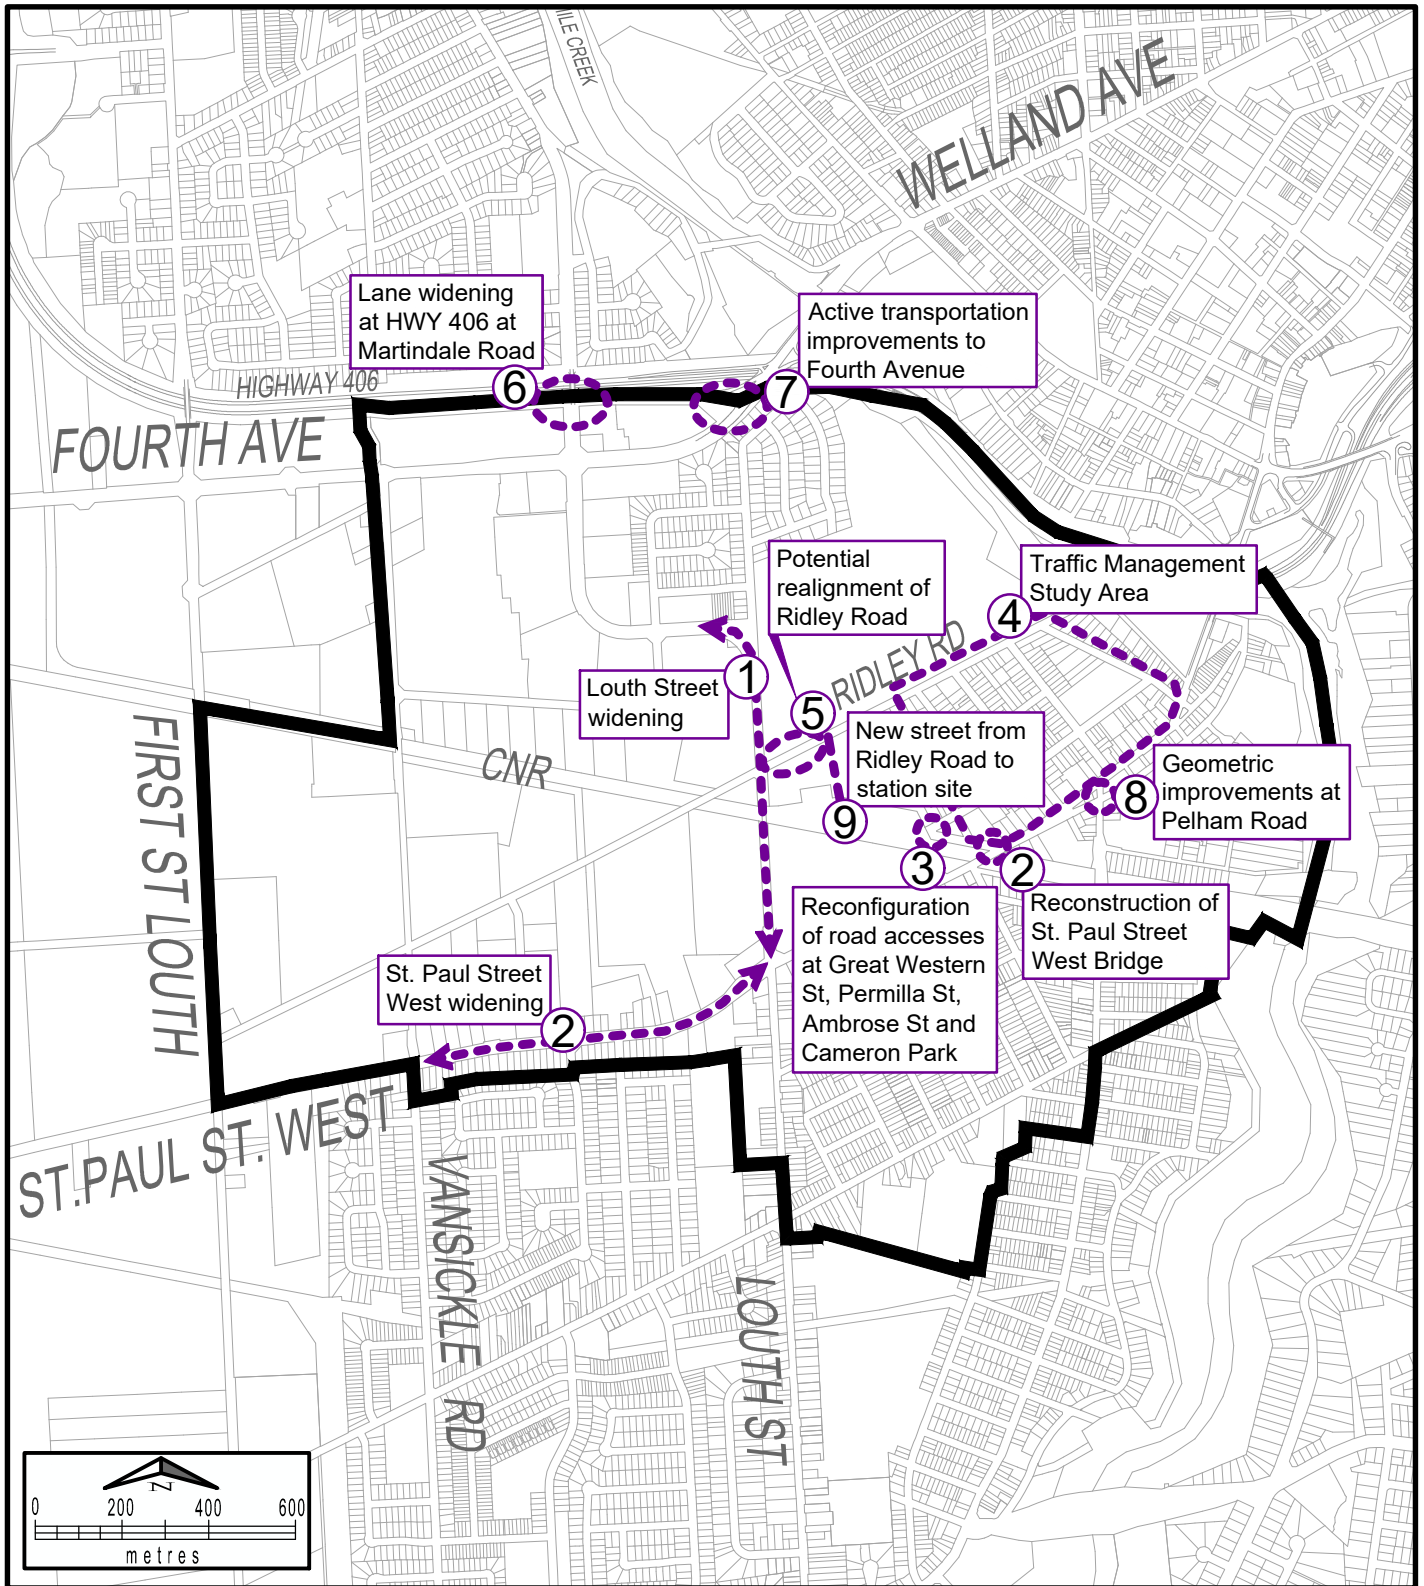 MILE CREEK
WELLAND AVE
Lane widening
at HWY 406 at
Martindale Road
Active transportation
improvements to
Fourth Avenue
HIGHWAY 406
6
7
FOURTH AVE
Potential
realignment of
Ridley Road
Traffic Management
Study Area
4
RIDLEY RD
Louth Street
widening
1
5
New street from
Ridley Road to
station site
FIRST ST LOUTH
CNR
Geometric
improvements at
Pelham Road
8
9
3
2
Reconfiguration
of road accesses
at Great Western
St, Permilla St,
Ambrose St and
Cameron Park
Reconstruction of
St. Paul Street
West Bridge
St. Paul Street
West widening
2
ST.PAUL ST. WEST
VANSICKLE RD
LOUTH ST
N
0 200 400 600
metres